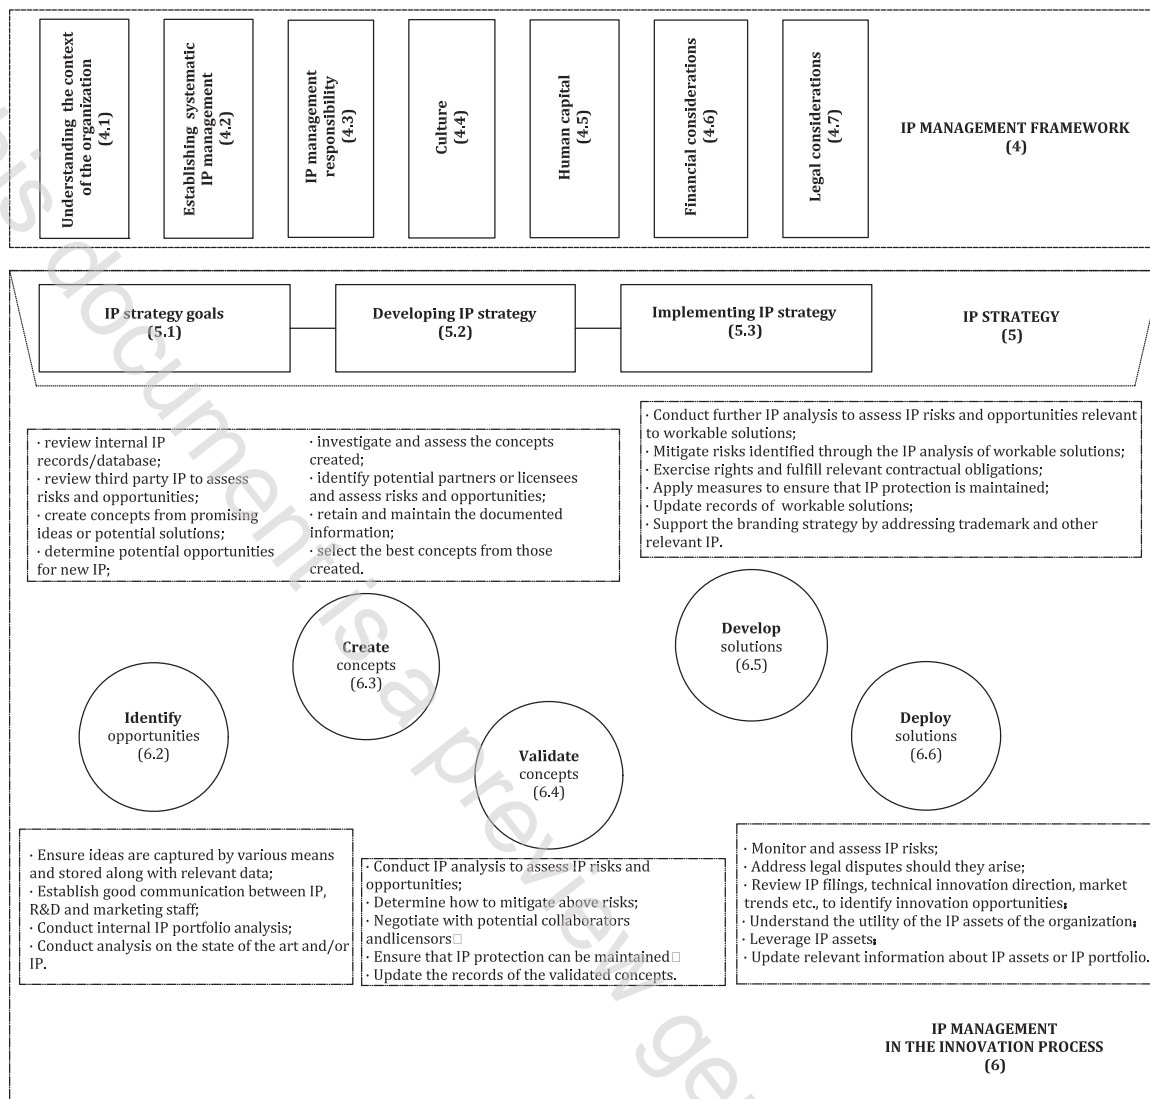 Understanding the context
of the organization
(4.1)
Establishing systematic
IP management
(4.2)
IP management
responsibility
(4.3)
Culture
(4.4)
Human capital
(4.5)
Financial considerations
(4.6)
Legal considerations
(4.7)
IP MANAGEMENT FRAMEWORK
(4)
IP strategy goals
(5.1)
Developing IP strategy
(5.2)
Implementing IP strategy
(5.3)
IP STRATEGY
(5)
· review internal IP
records/database;
· review third party IP to assess
risks and opportunities;
· create concepts from promising
ideas or potential solutions;
· determine potential opportunities
for new IP;
· investigate and assess the concepts
created;
· identify potential partners or licensees
and assess risks and opportunities;
· retain and maintain the documented
information;
· select the best concepts from those
created.
· Conduct further IP analysis to assess IP risks and opportunities relevant
to workable solutions;
· Mitigate risks identified through the IP analysis of workable solutions;
· Exercise rights and fulfill relevant contractual obligations;
· Apply measures to ensure that IP protection is maintained;
· Update records of workable solutions;
· Support the branding strategy by addressing trademark and other
relevant IP.
Identify
opportunities
(6.2)
Create
concepts
(6.3)
Validate
concepts
(6.4)
Develop
solutions
(6.5)
Deploy
solutions
(6.6)
· Ensure ideas are captured by various means
and stored along with relevant data;
· Establish good communication between IP,
R&D and marketing staff;
· Conduct internal IP portfolio analysis;
· Conduct analysis on the state of the art and/or
IP.
· Conduct IP analysis to assess IP risks and
opportunities;
· Determine how to mitigate above risks;
· Negotiate with potential collaborators
andlicensors□
· Ensure that IP protection can be maintained□
· Update the records of the validated concepts.
· Monitor and assess IP risks;
· Address legal disputes should they arise;
· Review IP filings, technical innovation direction, market
trends etc., to identify innovation opportunities;
· Understand the utility of the IP assets of the organization;
· Leverage IP assets;
· Update relevant information about IP assets or IP portfolio.
IP MANAGEMENT
IN THE INNOVATION PROCESS
(6)
this document is a preview gen